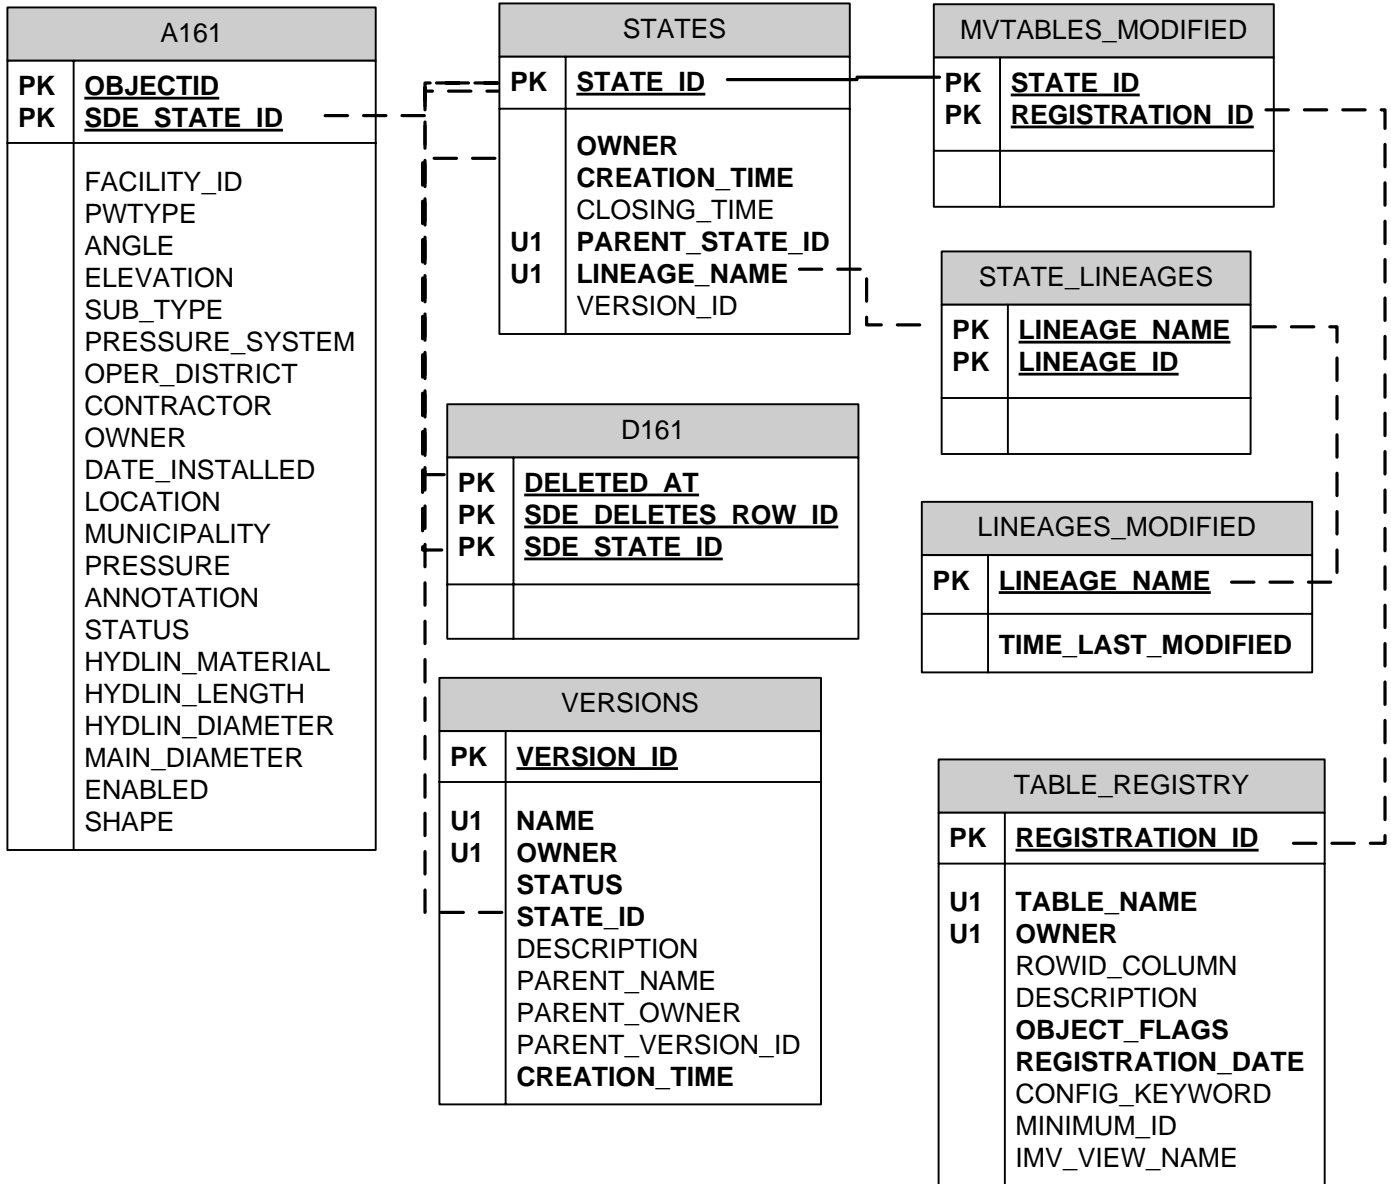 A161
PK OBJECTID
PK SDE_STATE_ID
FACILITY_ID
PWTYPE
ANGLE
ELEVATION
SUB_TYPE
PRESSURE_SYSTEM
OPER_DISTRICT
CONTRACTOR
OWNER
DATE_INSTALLED
LOCATION
MUNICIPALITY
PRESSURE
ANNOTATION
STATUS
HYDLIN_MATERIAL
HYDLIN_LENGTH
HYDLIN_DIAMETER
MAIN_DIAMETER
ENABLED
SHAPE
STATES
PK STATE_ID
OWNER
CREATION_TIME
CLOSING_TIME
U1 PARENT_STATE_ID
U1 LINEAGE_NAME
VERSION_ID
D161
PK DELETED_AT
PK SDE_DELETES_ROW_ID
PK SDE_STATE_ID
VERSIONS
PK VERSION_ID
U1 NAME
U1 OWNER
STATUS
STATE_ID
DESCRIPTION
PARENT_NAME
PARENT_OWNER
PARENT_VERSION_ID
CREATION_TIME
MVTABLES_MODIFIED
PK STATE_ID
PK REGISTRATION_ID
STATE_LINEAGES
PK LINEAGE_NAME
PK LINEAGE_ID
LINEAGES_MODIFIED
PK LINEAGE_NAME
TIME_LAST_MODIFIED
TABLE_REGISTRY
PK REGISTRATION_ID
U1 TABLE_NAME
U1 OWNER
ROWID_COLUMN
DESCRIPTION
OBJECT_FLAGS
REGISTRATION_DATE
CONFIG_KEYWORD
MINIMUM_ID
IMV_VIEW_NAME